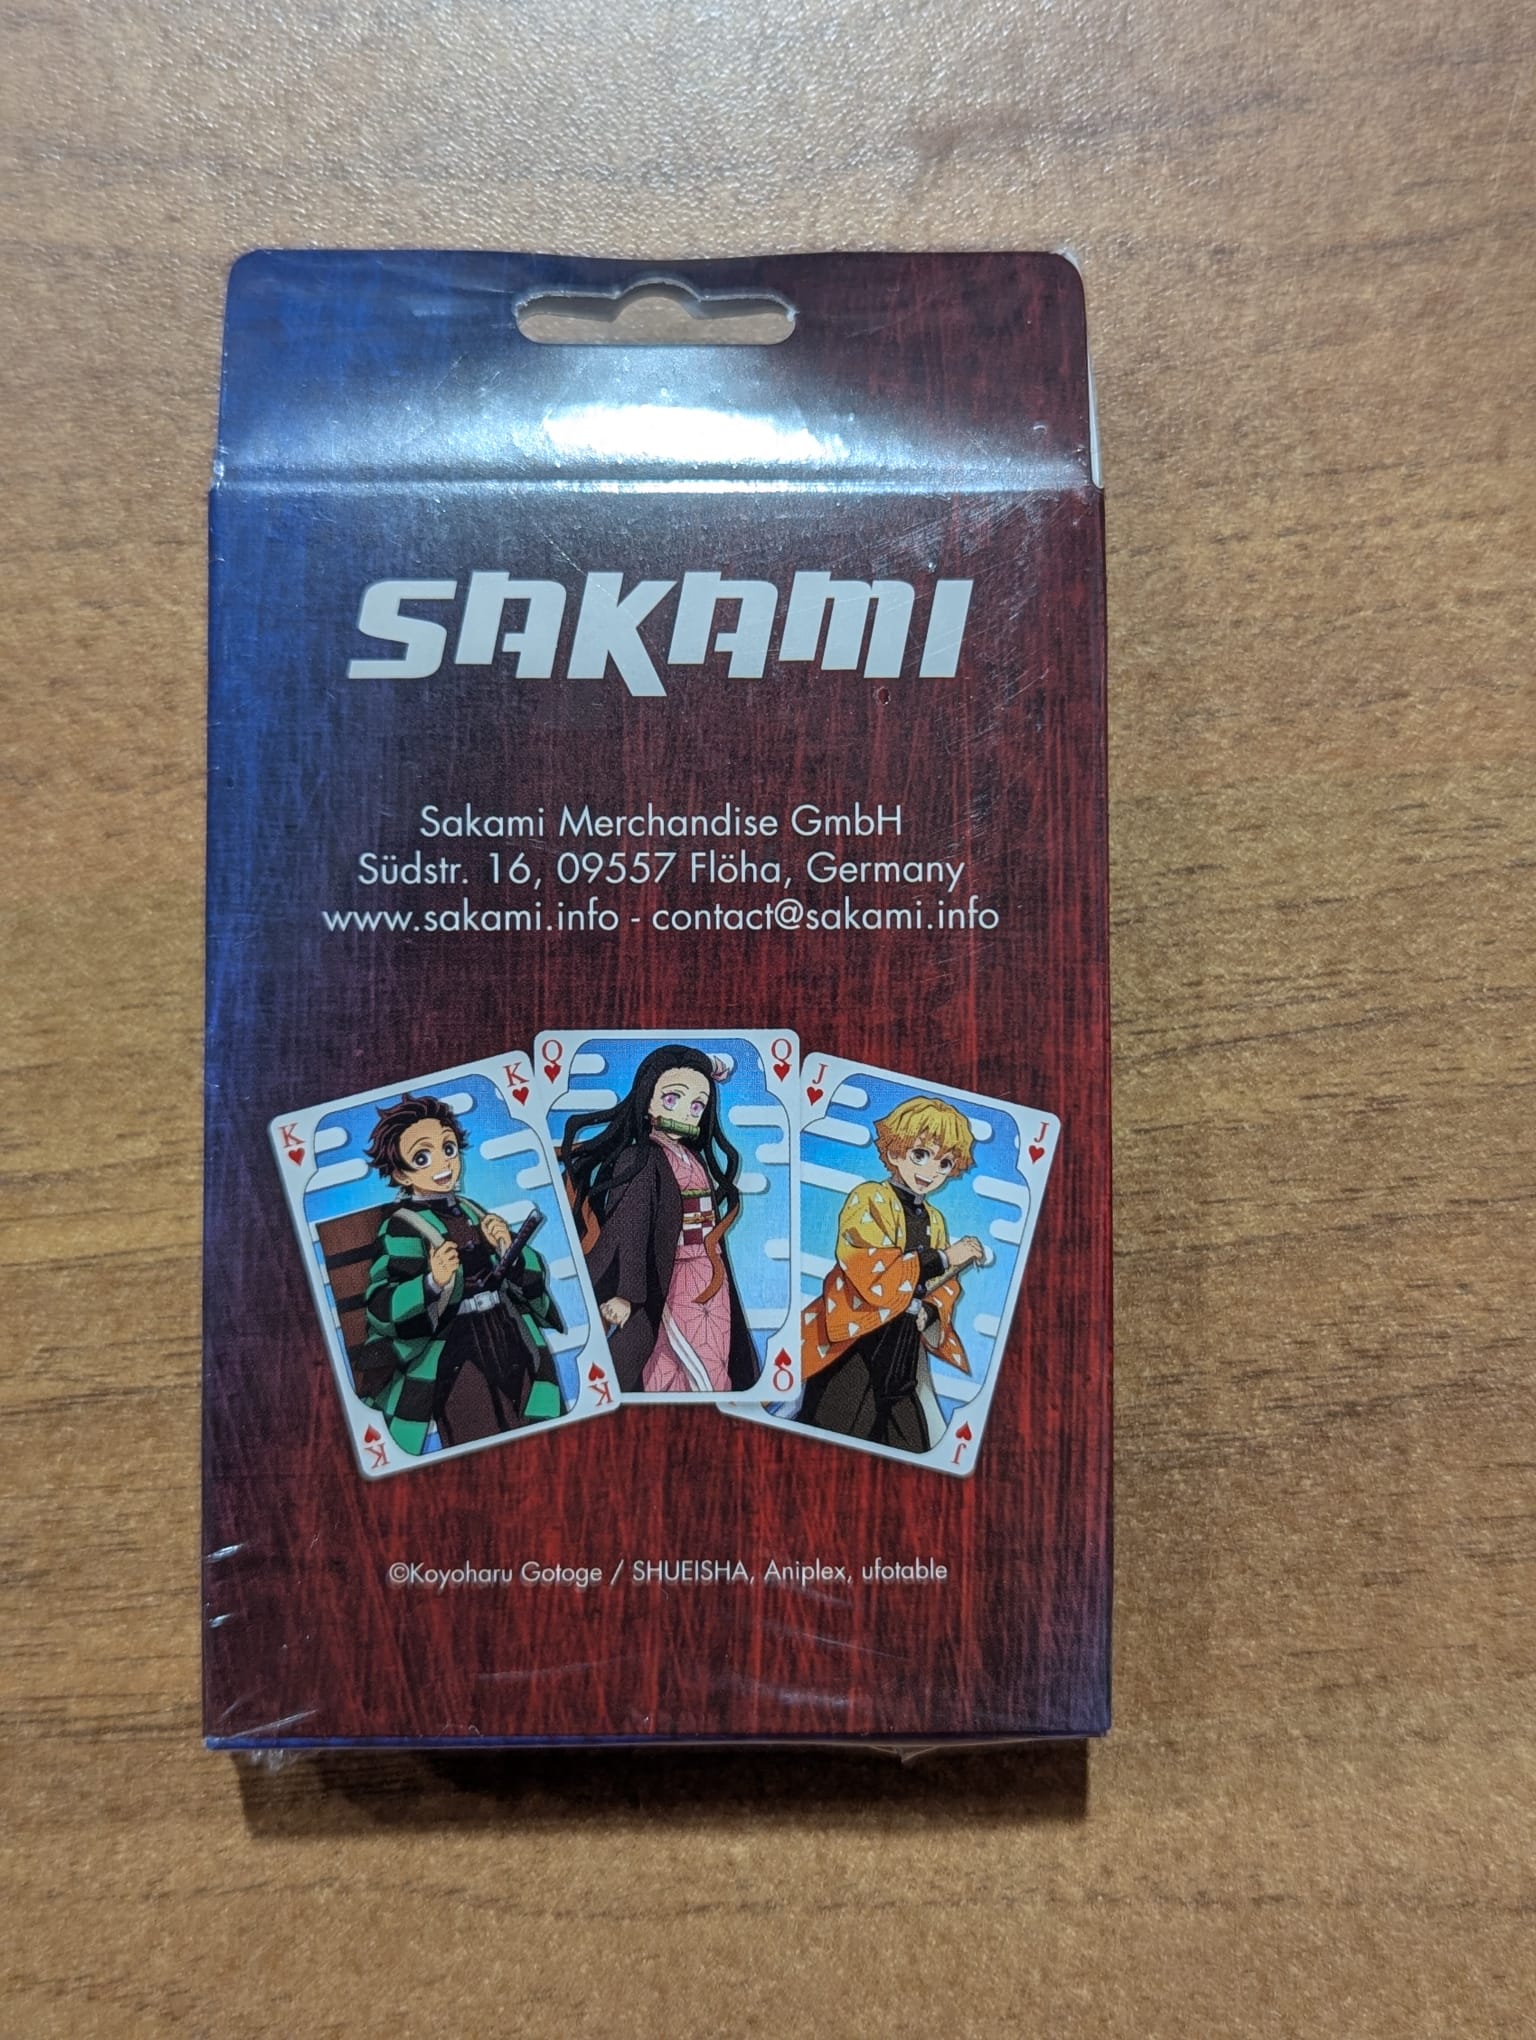 SAKAMI
Sakami Merchandise GmbH
Südstr. 16, 09557 Flöha, Germany
www.sakami.info - contact@sakami.info
K K
Q Q
J J
K K
Q
J
©Koyoharu Gotoge / SHUEISHA, Aniplex, ufotable